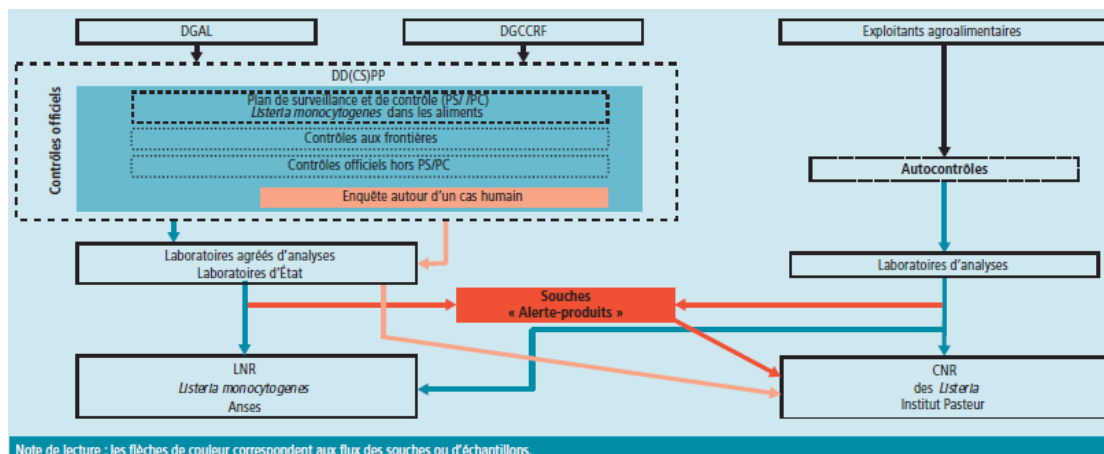 DGAL
DGCCRF
Exploitants agroalimentaires
DD(CS)PP
Contrôles officiels
Plan de surveillance et de contrôle (PS/ /PC)
Listeria monocytogenes dans les aliments
Contrôles aux frontières
Contrôles officiels hors PS/PC
Enquête autour d'un cas humain
Autocontrôles
Laboratoires agréés d'analyses
Laboratoires d'État
Laboratoires d'analyses
Souches
« Alerte-produits »
LNR
Listeria monocytogenes
Anses
CNR
des Listeria
Institut Pasteur
Note de lecture : les flèches de couleur correspondent aux flux des souches ou d'échantillons.